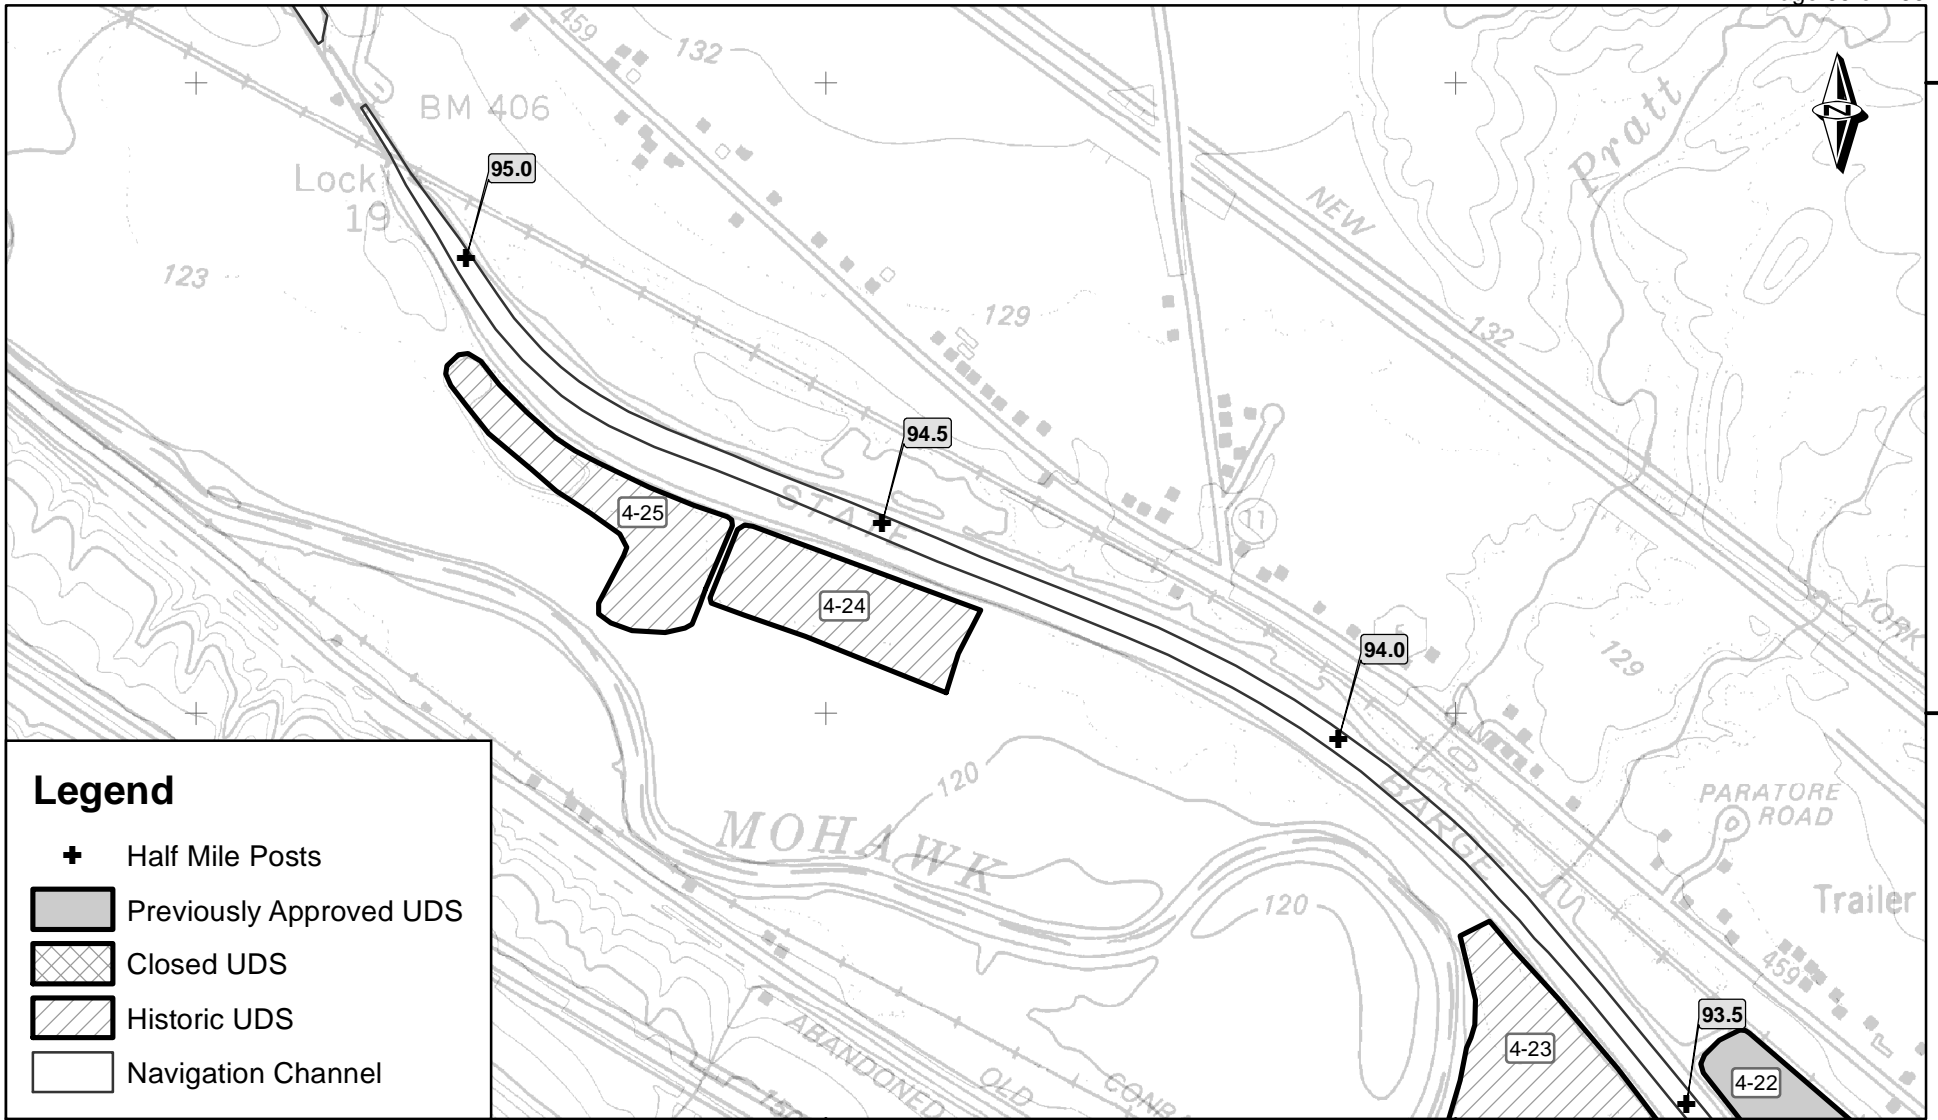 459
132
BM 406
Pratt
95.0
Lock
19
NEW
123
129
132
94.5
4-25
STATE
11
4-24
5
94.0
129
YORK
120
MOHAWK
BARGE
PARATORE
ROAD
120
Trailer
459
93.5
4-23
4-22
ABANDONED
OLD
150
N
Legend
Half Mile Posts
Previously Approved UDS
Closed UDS
Historic UDS
Navigation Channel